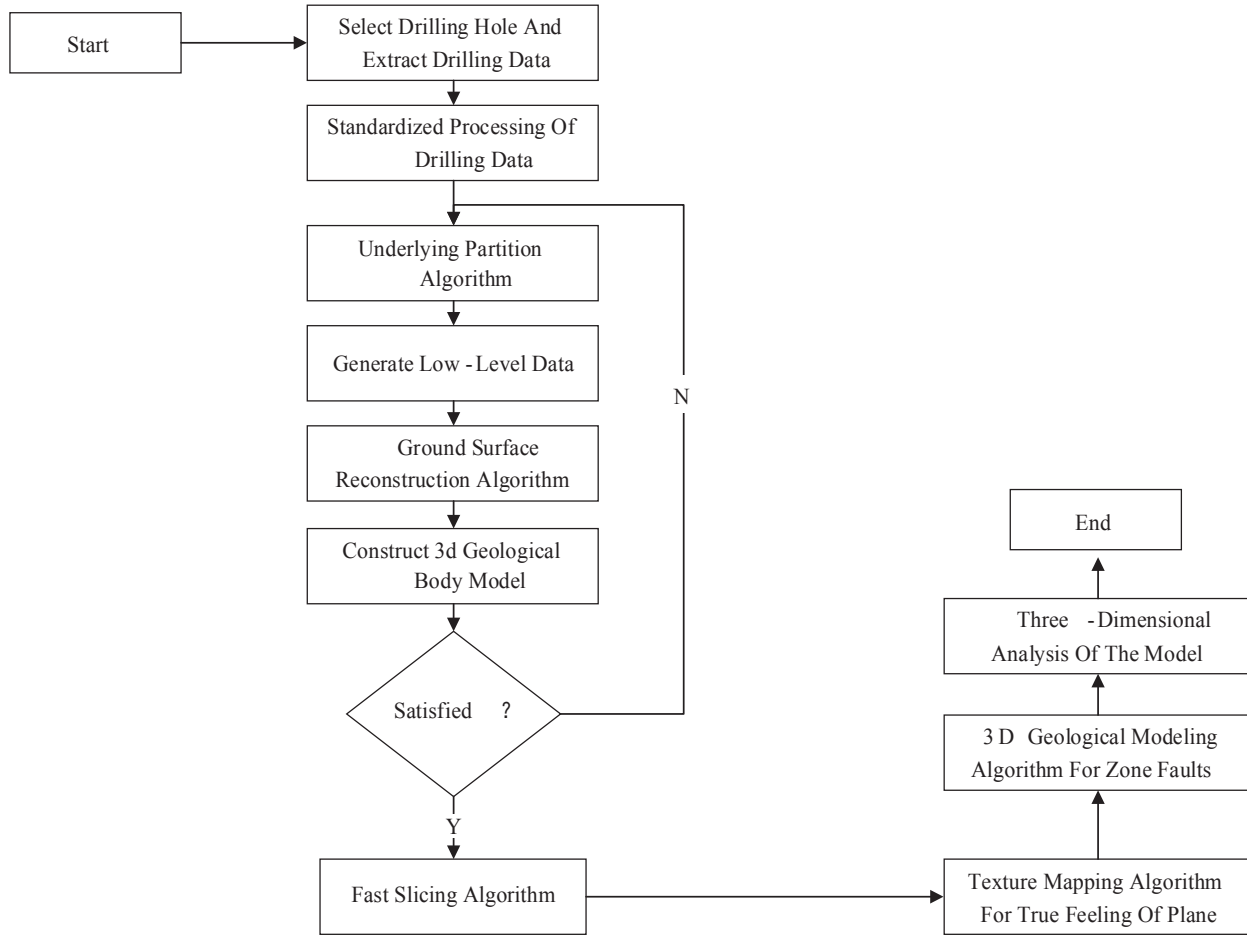 Start
Select Drilling Hole And
Extract Drilling Data
Standardized Processing Of
Drilling Data
Underlying Partition
Algorithm
Generate Low -Level Data
Ground Surface
Reconstruction Algorithm
Construct 3d Geological
Body Model
Satisfied ?
N
Y
Fast Slicing Algorithm
Texture Mapping Algorithm
For True Feeling Of Plane
3 D Geological Modeling
Algorithm For Zone Faults
Three -Dimensional
Analysis Of The Model
End